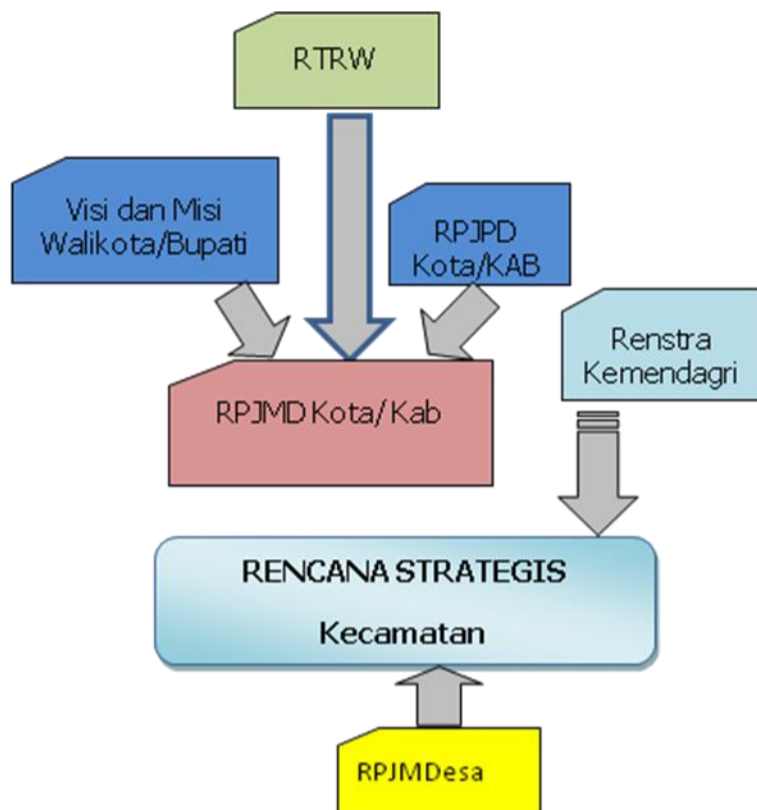 RTRW
Visi dan Misi
Walikota/Bupati
RPJPD
Kota/KAB
Renstra
Kemendagri
RPJMD Kota/ Kab
RENCANA STRATEGIS
Kecamatan
RPJMDesa